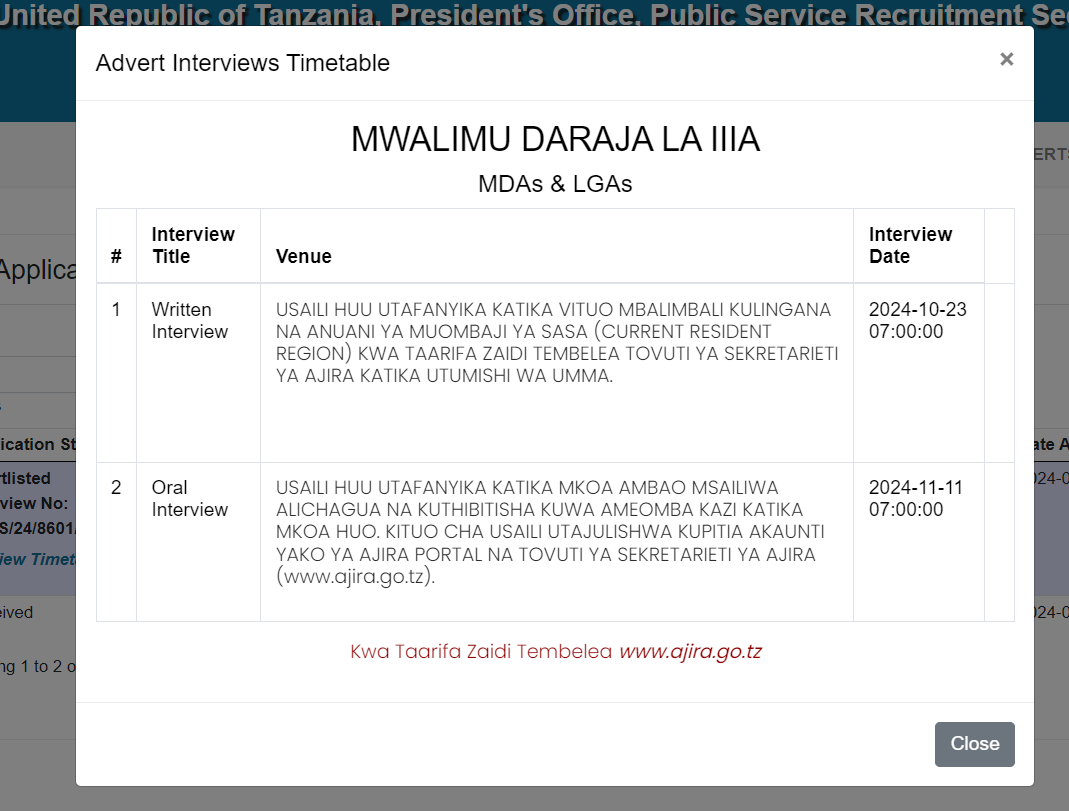 United Republic of Tanzania, President's Office, Public Service Recruitment Sec
Advert Interviews Timetable
×
ERTS
MWALIMU DARAJA LA IIIA
MDAs & LGAs
Applica
# Interview Title Venue Interview Date
1 Written Interview
USAILI HUU UTAFANYIKA KATIKA VITUO MBALIMBALI KULINGANA
NA ANUANI YA MUOMBAJI YA SASA (CURRENT RESIDENT
REGION) KWA TAARIFA ZAIDI TEMBELEA TOVUTI YA SEKRETARIETI
YA AJIRA KATIKA UTUMISHI WA UMMA.
2024-10-23
07:00:00
ication St
ate A
tlisted
view No:
S/24/8601/
iew Timet
024-0
2 Oral Interview
USAILI HUU UTAFANYIKA KATIKA MKOA AMBAO MSAILIWA
ALICHAGUA NA KUTHIBITISHA KUWA AMEOMBA KAZI KATIKA
MKOA HUO. KITUO CHA USAILI UTAJULISHWA KUPITIA AKAUNTI
YAKO YA AJIRA PORTAL NA TOVUTI YA SEKRETARIETI YA AJIRA
(www.ajira.go.tz).
2024-11-11
07:00:00
eived
024-0
Kwa Taarifa Zaidi Tembelea www.ajira.go.tz
ng 1 to 2 o
Close